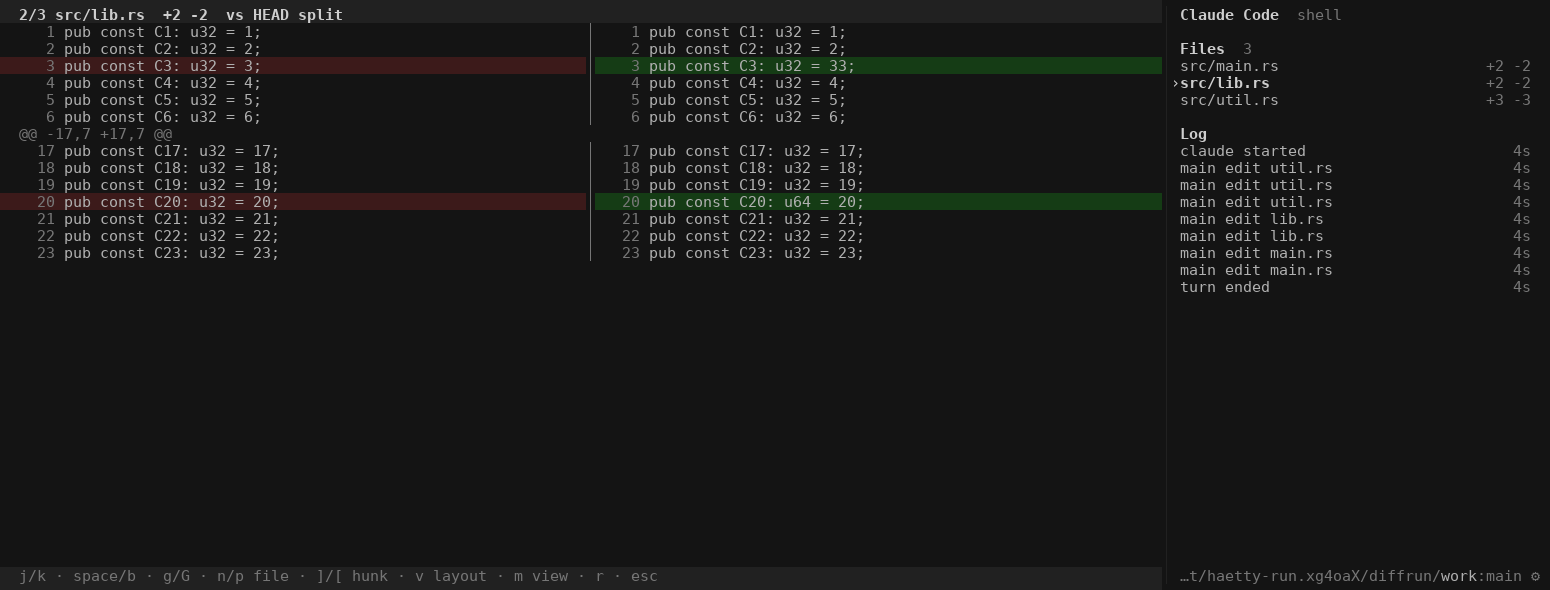 2/3 src/lib.rs  +2 -2  vs HEAD split
1 pub const C1: u32 = 1;
2 pub const C2: u32 = 2;
3 pub const C3: u32 = 3;
4 pub const C4: u32 = 4;
5 pub const C5: u32 = 5;
6 pub const C6: u32 = 6;
1 pub const C1: u32 = 1;
2 pub const C2: u32 = 2;
3 pub const C3: u32 = 33;
4 pub const C4: u32 = 4;
5 pub const C5: u32 = 5;
6 pub const C6: u32 = 6;
@@ -17,7 +17,7 @@
17 pub const C17: u32 = 17;
18 pub const C18: u32 = 18;
19 pub const C19: u32 = 19;
20 pub const C20: u32 = 20;
21 pub const C21: u32 = 21;
22 pub const C22: u32 = 22;
23 pub const C23: u32 = 23;
17 pub const C17: u32 = 17;
18 pub const C18: u32 = 18;
19 pub const C19: u32 = 19;
20 pub const C20: u64 = 20;
21 pub const C21: u32 = 21;
22 pub const C22: u32 = 22;
23 pub const C23: u32 = 23;
j/k · space/b · g/G · n/p file · ]/[ hunk · v layout · m view · r · esc
Claude Code  shell
Files  3
src/main.rs +2 -2
›src/lib.rs +2 -2
src/util.rs +3 -3
Log
claude started 4s
main edit util.rs 4s
main edit util.rs 4s
main edit util.rs 4s
main edit lib.rs 4s
main edit lib.rs 4s
main edit main.rs 4s
main edit main.rs 4s
turn ended 4s
…t/haetty-run.xg4oaX/diffrun/work:main ⚙